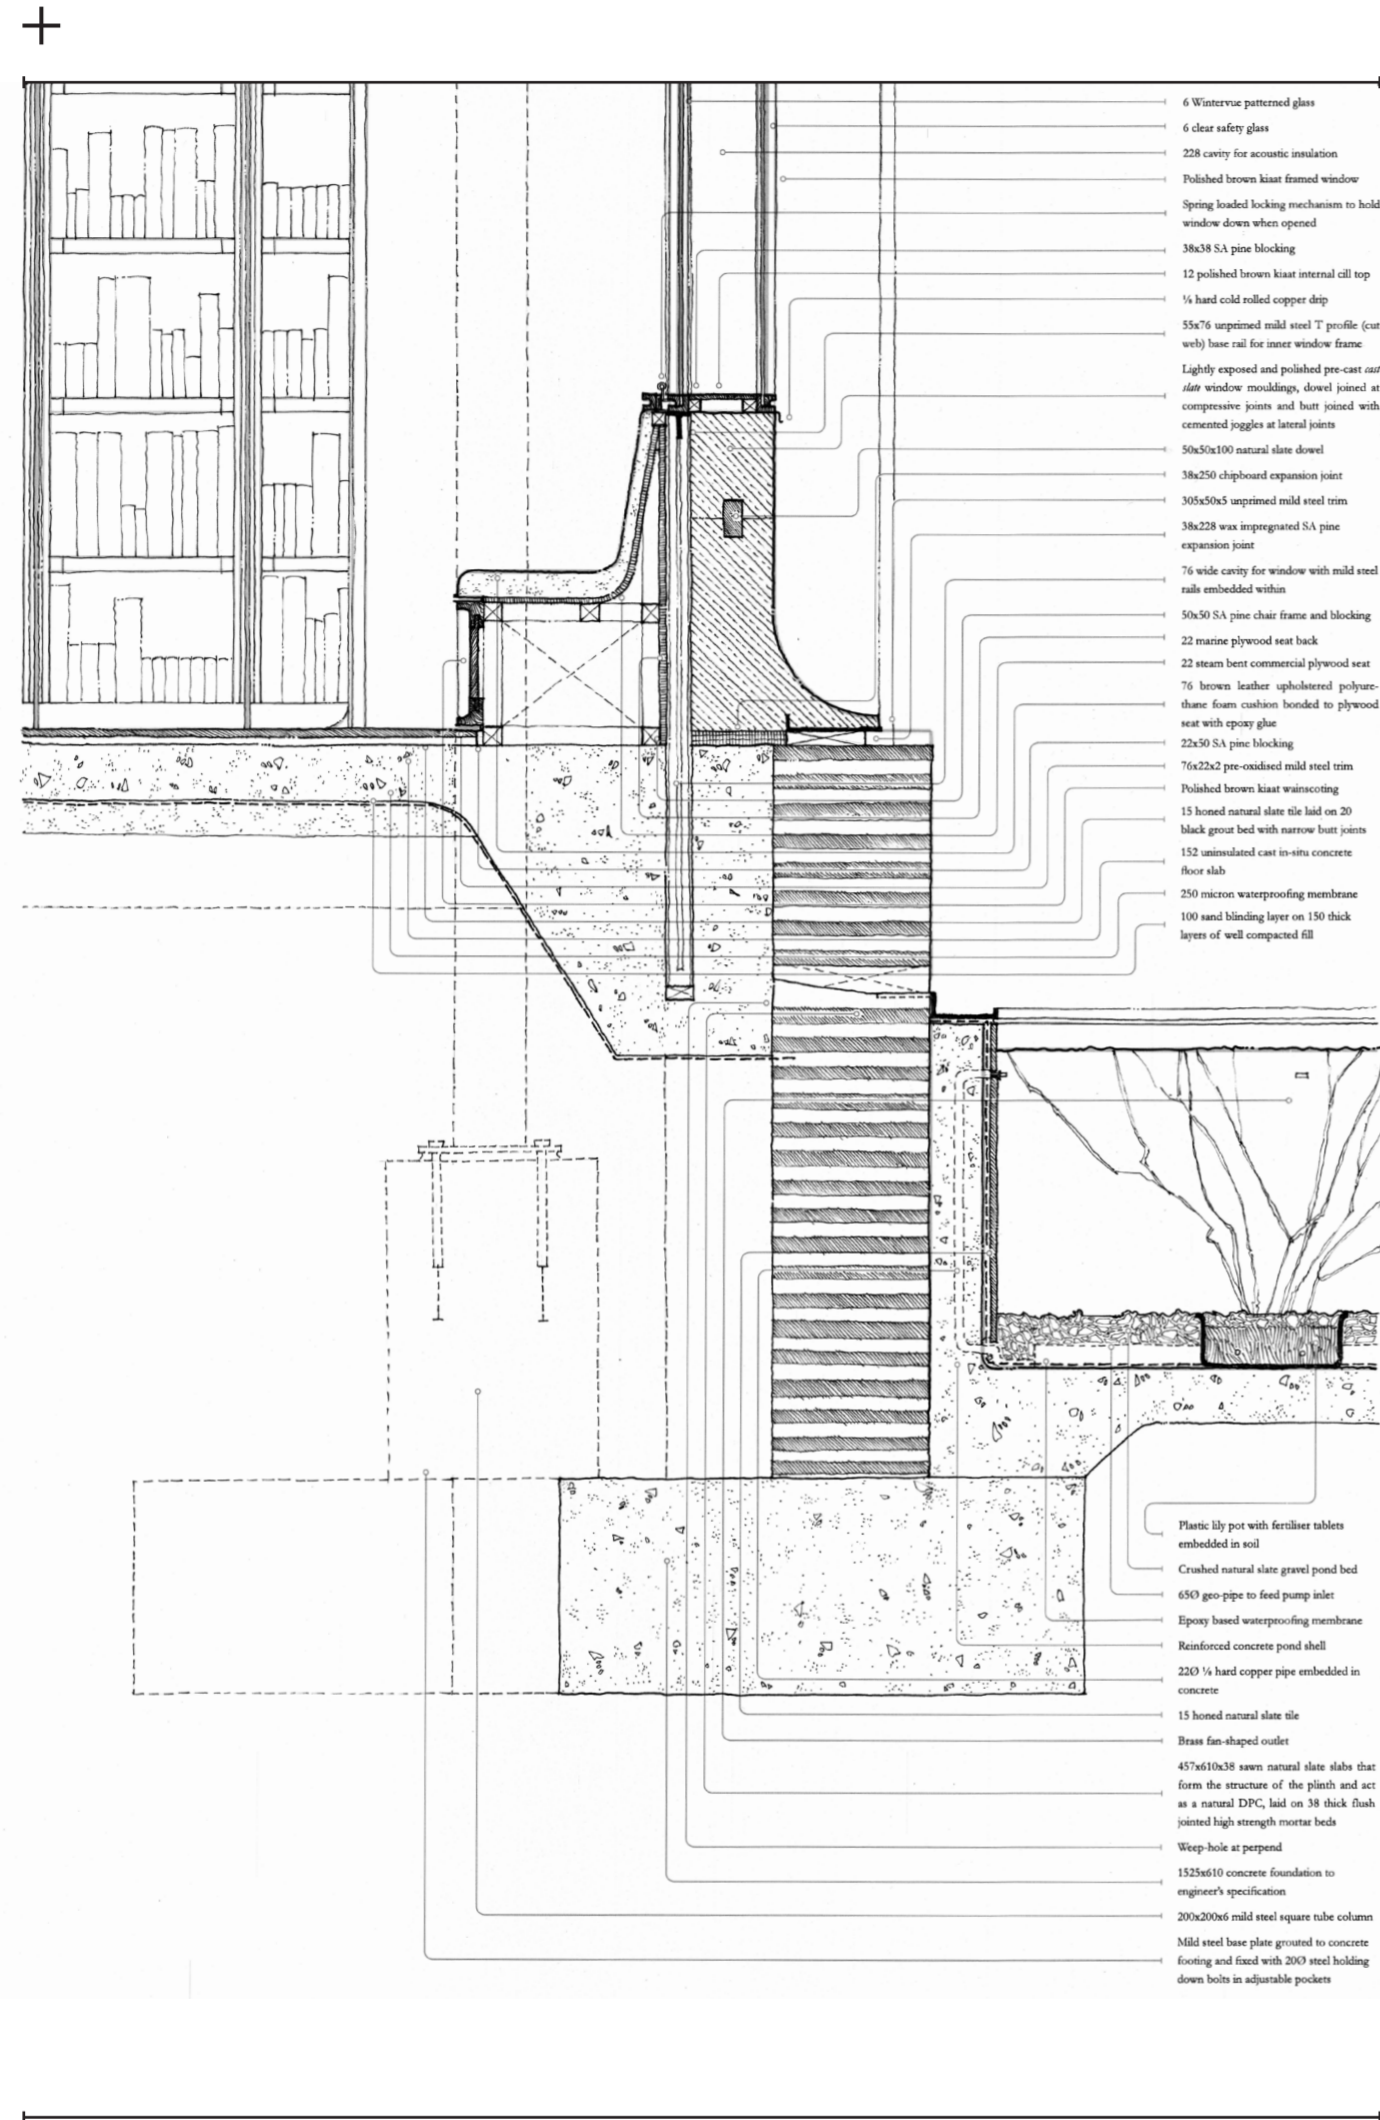 6 Wintervue patterned glass
6 clear safety glass
228 cavity for acoustic insulation
Polished brown kiaat framed window
Spring loaded locking mechanism to hold
window down when opened
38x38 SA pine blocking
12 polished brown kiaat internal cill top
⅛ hard cold rolled copper drip
55x76 unprimed mild steel T profile (cut
web) base rail for inner window frame
Lightly exposed and polished pre-cast cast
slate window mouldings, dowel joined at
compressive joints and butt joined with
cemented joggles at lateral joints
50x50x100 natural slate dowel
38x250 chipboard expansion joint
305x50x5 unprimed mild steel trim
38x228 wax impregnated SA pine
expansion joint
76 wide cavity for window with mild steel
rails embedded within
50x50 SA pine chair frame and blocking
22 marine plywood seat back
22 steam bent commercial plywood seat
76 brown leather upholstered polyure-
thane foam cushion bonded to plywood
seat with epoxy glue
22x50 SA pine blocking
76x22x2 pre-oxidised mild steel trim
Polished brown kiaat wainscoting
15 honed natural slate tile laid on 20
black grout bed with narrow butt joints
152 uninsulated cast in-situ concrete
floor slab
250 micron waterproofing membrane
100 sand blinding layer on 150 thick
layers of well compacted fill
Plastic lily pot with fertiliser tablets
embedded in soil
Crushed natural slate gravel pond bed
65Ø geo-pipe to feed pump inlet
Epoxy based waterproofing membrane
Reinforced concrete pond shell
22Ø ⅛ hard copper pipe embedded in
concrete
15 honed natural slate tile
Brass fan-shaped outlet
457x610x38 sawn natural slate slabs that
form the structure of the plinth and act
as a natural DPC, laid on 38 thick flush
jointed high strength mortar beds
Weep-hole at perpend
1525x610 concrete foundation to
engineer's specification
200x200x6 mild steel square tube column
Mild steel base plate grouted to concrete
footing and fixed with 20Ø steel holding
down bolts in adjustable pockets